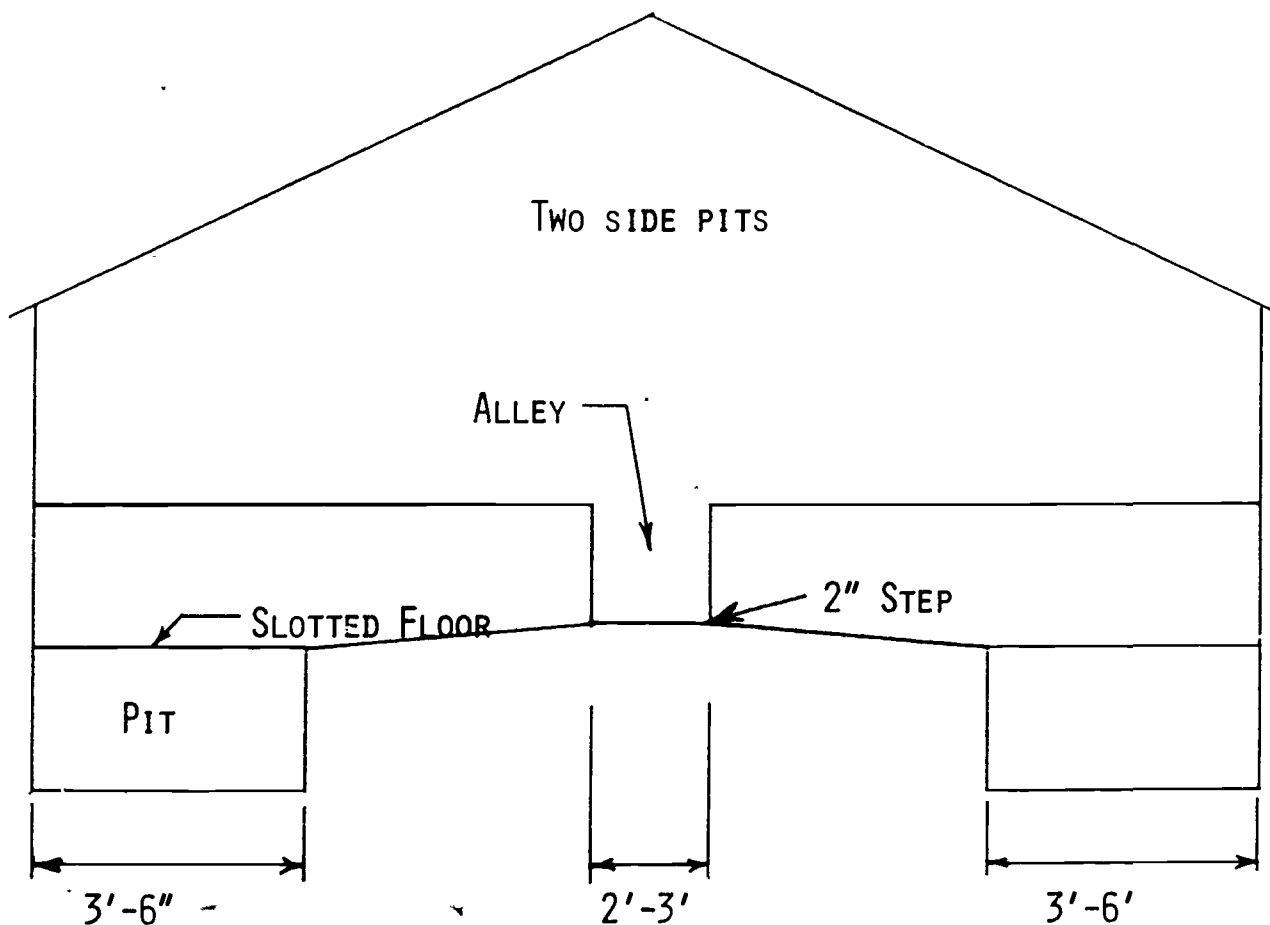 TWO SIDE PITS
ALLEY
2" STEP
SLOTTED FLOOR
PIT
3'-6"
2'-3'
3'-6'